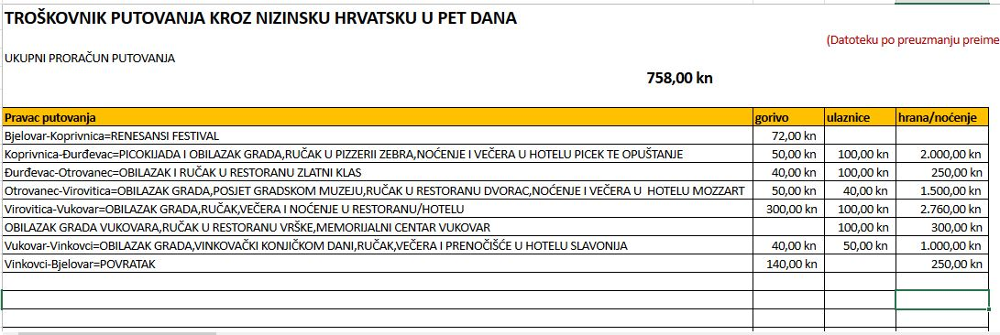 TROŠKOVNIK PUTOVANJA KROZ NIZINSKU HRVATSKU U PET DANA
(Datoteku po preuzmanju preime
UKUPNI PRORAČUN PUTOVANJA
758,00 kn
Pravac putovanja gorivo ulaznice hrana/noćenje
Bjelovar-Koprivnica=RENESANSI FESTIVAL 72,00 kn
Koprivnica-Đurđevac=PICOKIJADA I OBILAZAK GRADA,RUČAK U PIZZERII ZEBRA,NOĆENJE I VEČERA U HOTELU PICEK TE OPUŠTANJE 50,00 kn 100,00 kn 2.000,00 kn
Đurđevac-Otrovanec=OBILAZAK I RUČAK U RESTORANU ZLATNI KLAS 40,00 kn 100,00 kn 250,00 kn
Otrovanec-Virovitica=OBILAZAK GRADA,POSJET GRADSKOM MUZEJU,RUČAK U RESTORANU DVORAC,NOĆENJE I VEČERA U HOTELU MOZZART 50,00 kn 40,00 kn 1.500,00 kn
Virovitica-Vukovar=OBILAZAK GRADA,RUČAK,VEČERA I NOĆENJE U RESTORANU/HOTELU 300,00 kn 100,00 kn 2.760,00 kn
OBILAZAK GRADA VUKOVARA,RUČAK U RESTORANU VRŠKE,MEMORIJALNI CENTAR VUKOVAR 100,00 kn 300,00 kn
Vukovar-Vinkovci=OBILAZAK GRADA,VINKOVAČKI KONJIČKOM DANI,RUČAK,VEČERA I PRENOČIŠĆE U HOTELU SLAVONIJA 40,00 kn 50,00 kn 1.000,00 kn
Vinkovci-Bjelovar=POVRATAK 140,00 kn 250,00 kn